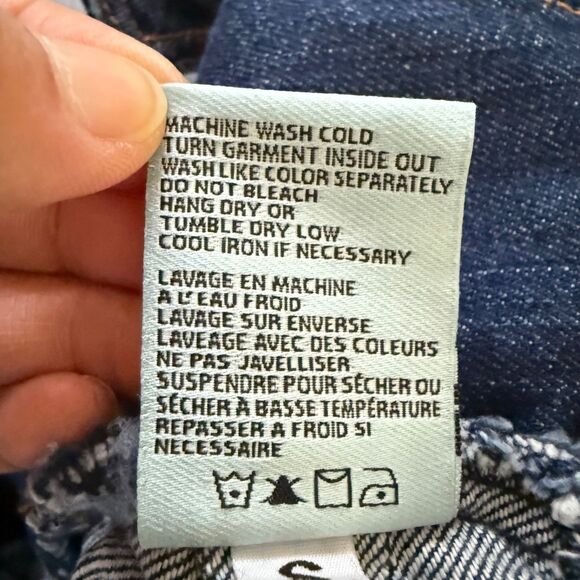 MACHINE WASH COLD
TURN GARMENT INSIDE OUT
WASH LIKE COLOR SEPARATELY
DO NOT BLEACH
HANG DRY OR
TUMBLE DRY LOW
COOL IRON IF NECESSARY
LAVAGE EN MACHINE
A L'EAU FROID
LAVAGE SUR ENVERSE
LAVEAGE AVEC DES COLEURS
NE PAS JAVELLISER
SUSPENDRE POUR SÉCHER OU
SÉCHER À BASSE TEMPÉRATURE
REPASSER A FROID SI
NECESSAIRE
S